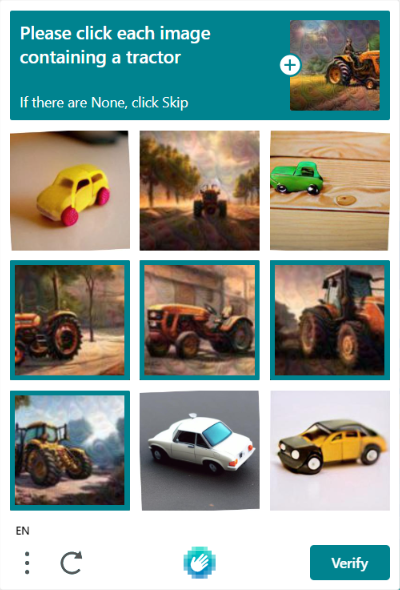 Please click each image
containing a tractor
If there are None, click Skip
EN
Verify